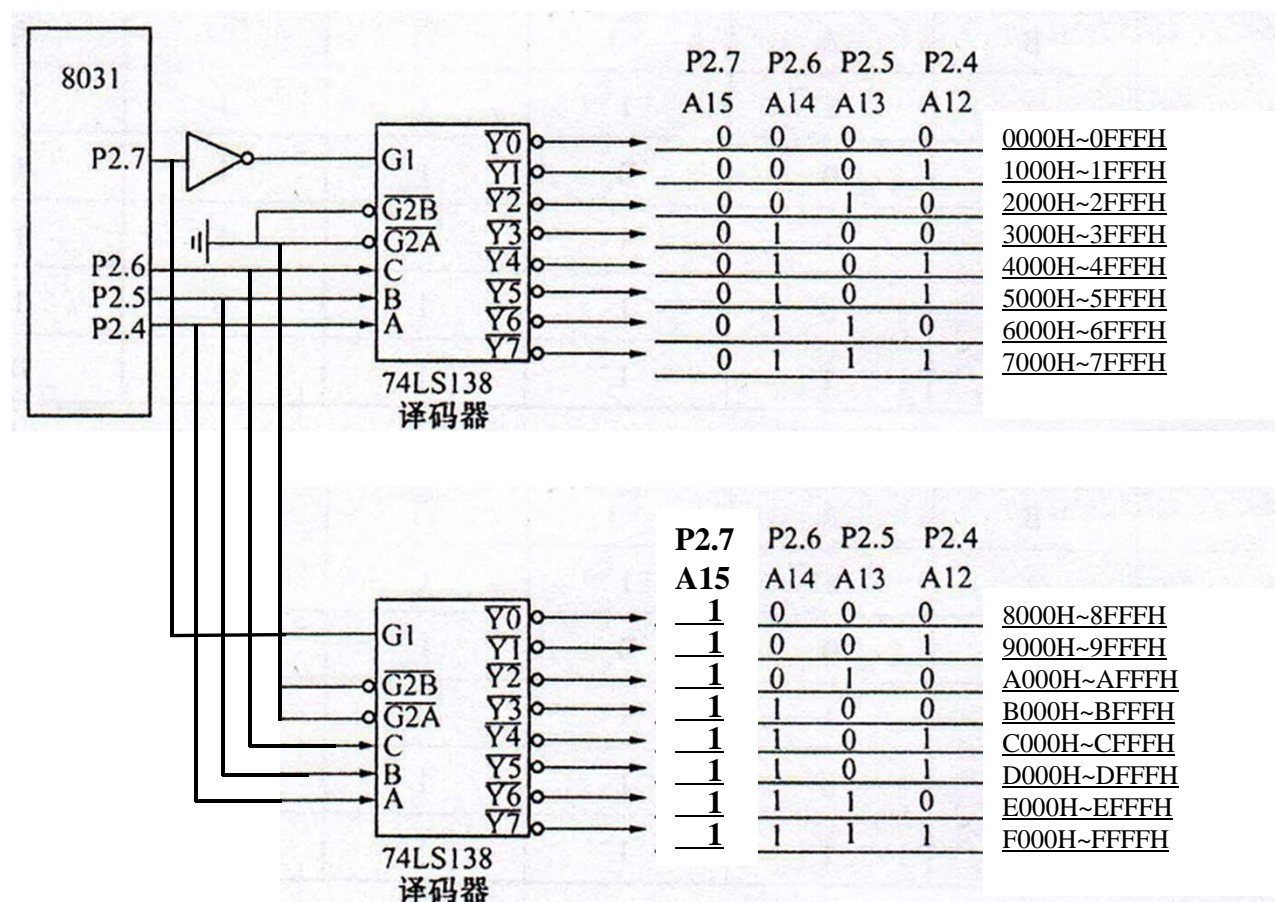 8031
P2.7
P2.6
P2.5
P2.4
G1
G2B
G2A
C
B
A
Y0
Y1
Y2
Y3
Y4
Y5
Y6
Y7
74LS138
译码器
P2.7 P2.6 P2.5 P2.4
A15 A14 A13 A12
0 0 0 0 0000H~0FFFH
0 0 0 1 1000H~1FFFH
0 0 1 0 2000H~2FFFH
0 1 0 0 3000H~3FFFH
0 1 0 1 4000H~4FFFH
0 1 0 1 5000H~5FFFH
0 1 1 0 6000H~6FFFH
0 1 1 1 7000H~7FFFH
G1
G2B
G2A
C
B
A
Y0
Y1
Y2
Y3
Y4
Y5
Y6
Y7
74LS138
译码器
P2.7 P2.6 P2.5 P2.4
A15 A14 A13 A12
1 0 0 0 8000H~8FFFH
1 0 0 1 9000H~9FFFH
1 0 1 0 A000H~AFFFH
1 1 0 0 B000H~BFFFH
1 1 0 1 C000H~CFFFH
1 1 0 1 D000H~DFFFH
1 1 1 0 E000H~EFFFH
1 1 1 1 F000H~FFFFH